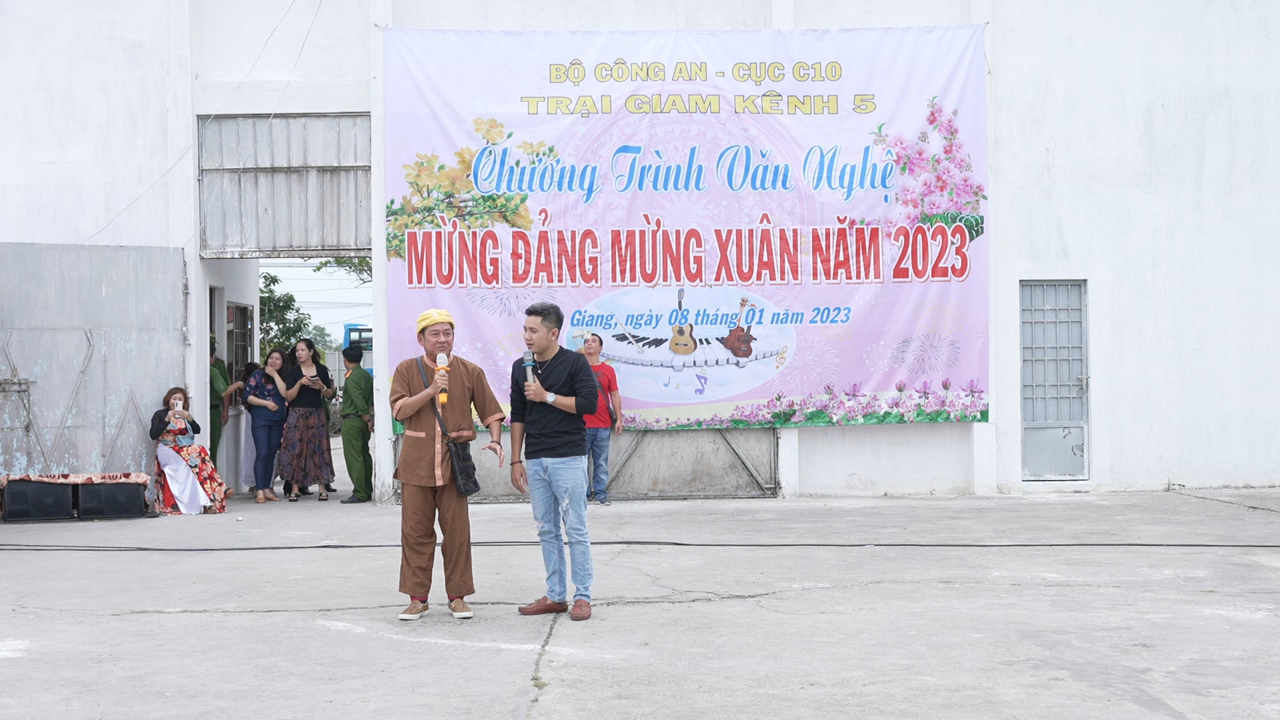 BỘ CÔNG AN - CỤC C10
TRẠI GIAM KÊNH 5
Chương Trình Văn Nghệ
MỪNG ĐẢNG MỪNG XUÂN NĂM 2023
Giang, ngày 08 tháng 01 năm 2023